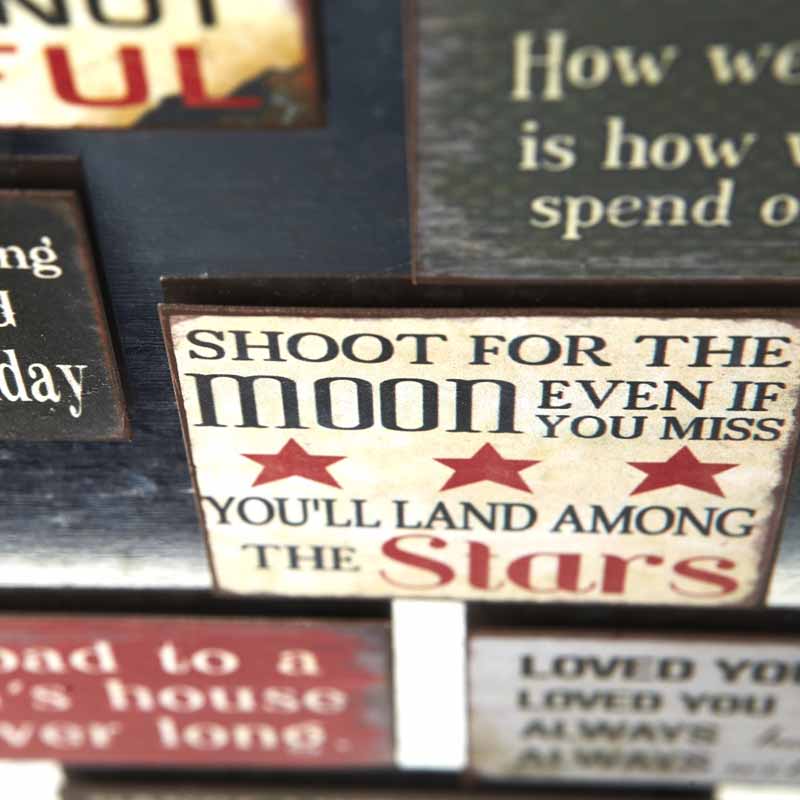 NOT
FUL
How we
is how
spend o
ng
d
day
SHOOT FOR THE
moon EVEN IF
YOU MISS
YOU'LL LAND AMONG
THE Stars
oad to a
's house
ver long.
LOVED YOU
LOVED YOU
ALWAYS
ALWAYS